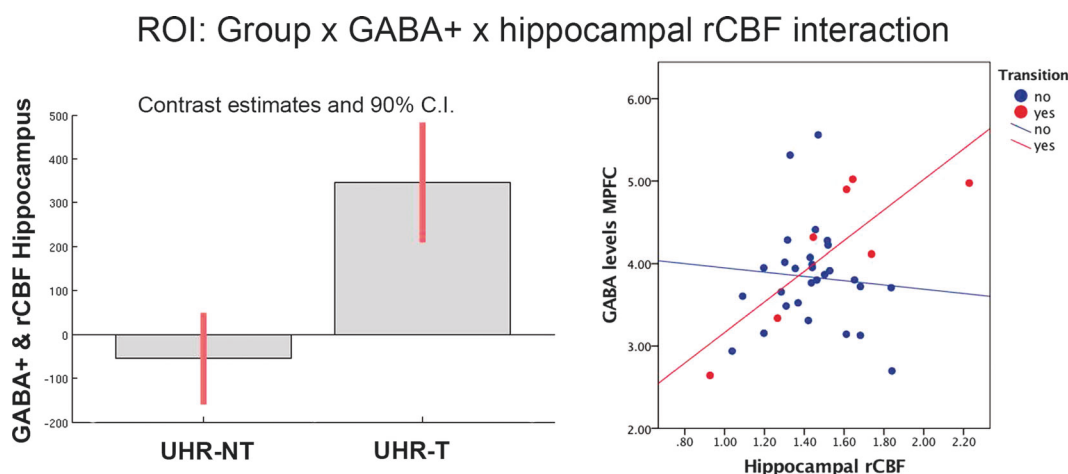 ROI: Group x GABA+ x hippocampal rCBF interaction
Contrast estimates and 90% C.I.
GABA+ & rCBF Hippocampus
500
400
300
200
100
0
-100
-200
UHR-NT
UHR-T
GABA levels MPFC
6.00
5.00
4.00
3.00
2.00
.80
1.00
1.20
1.40
1.60
1.80
2.00
2.20
Hippocampal rCBF
Transition
no
yes
no
yes